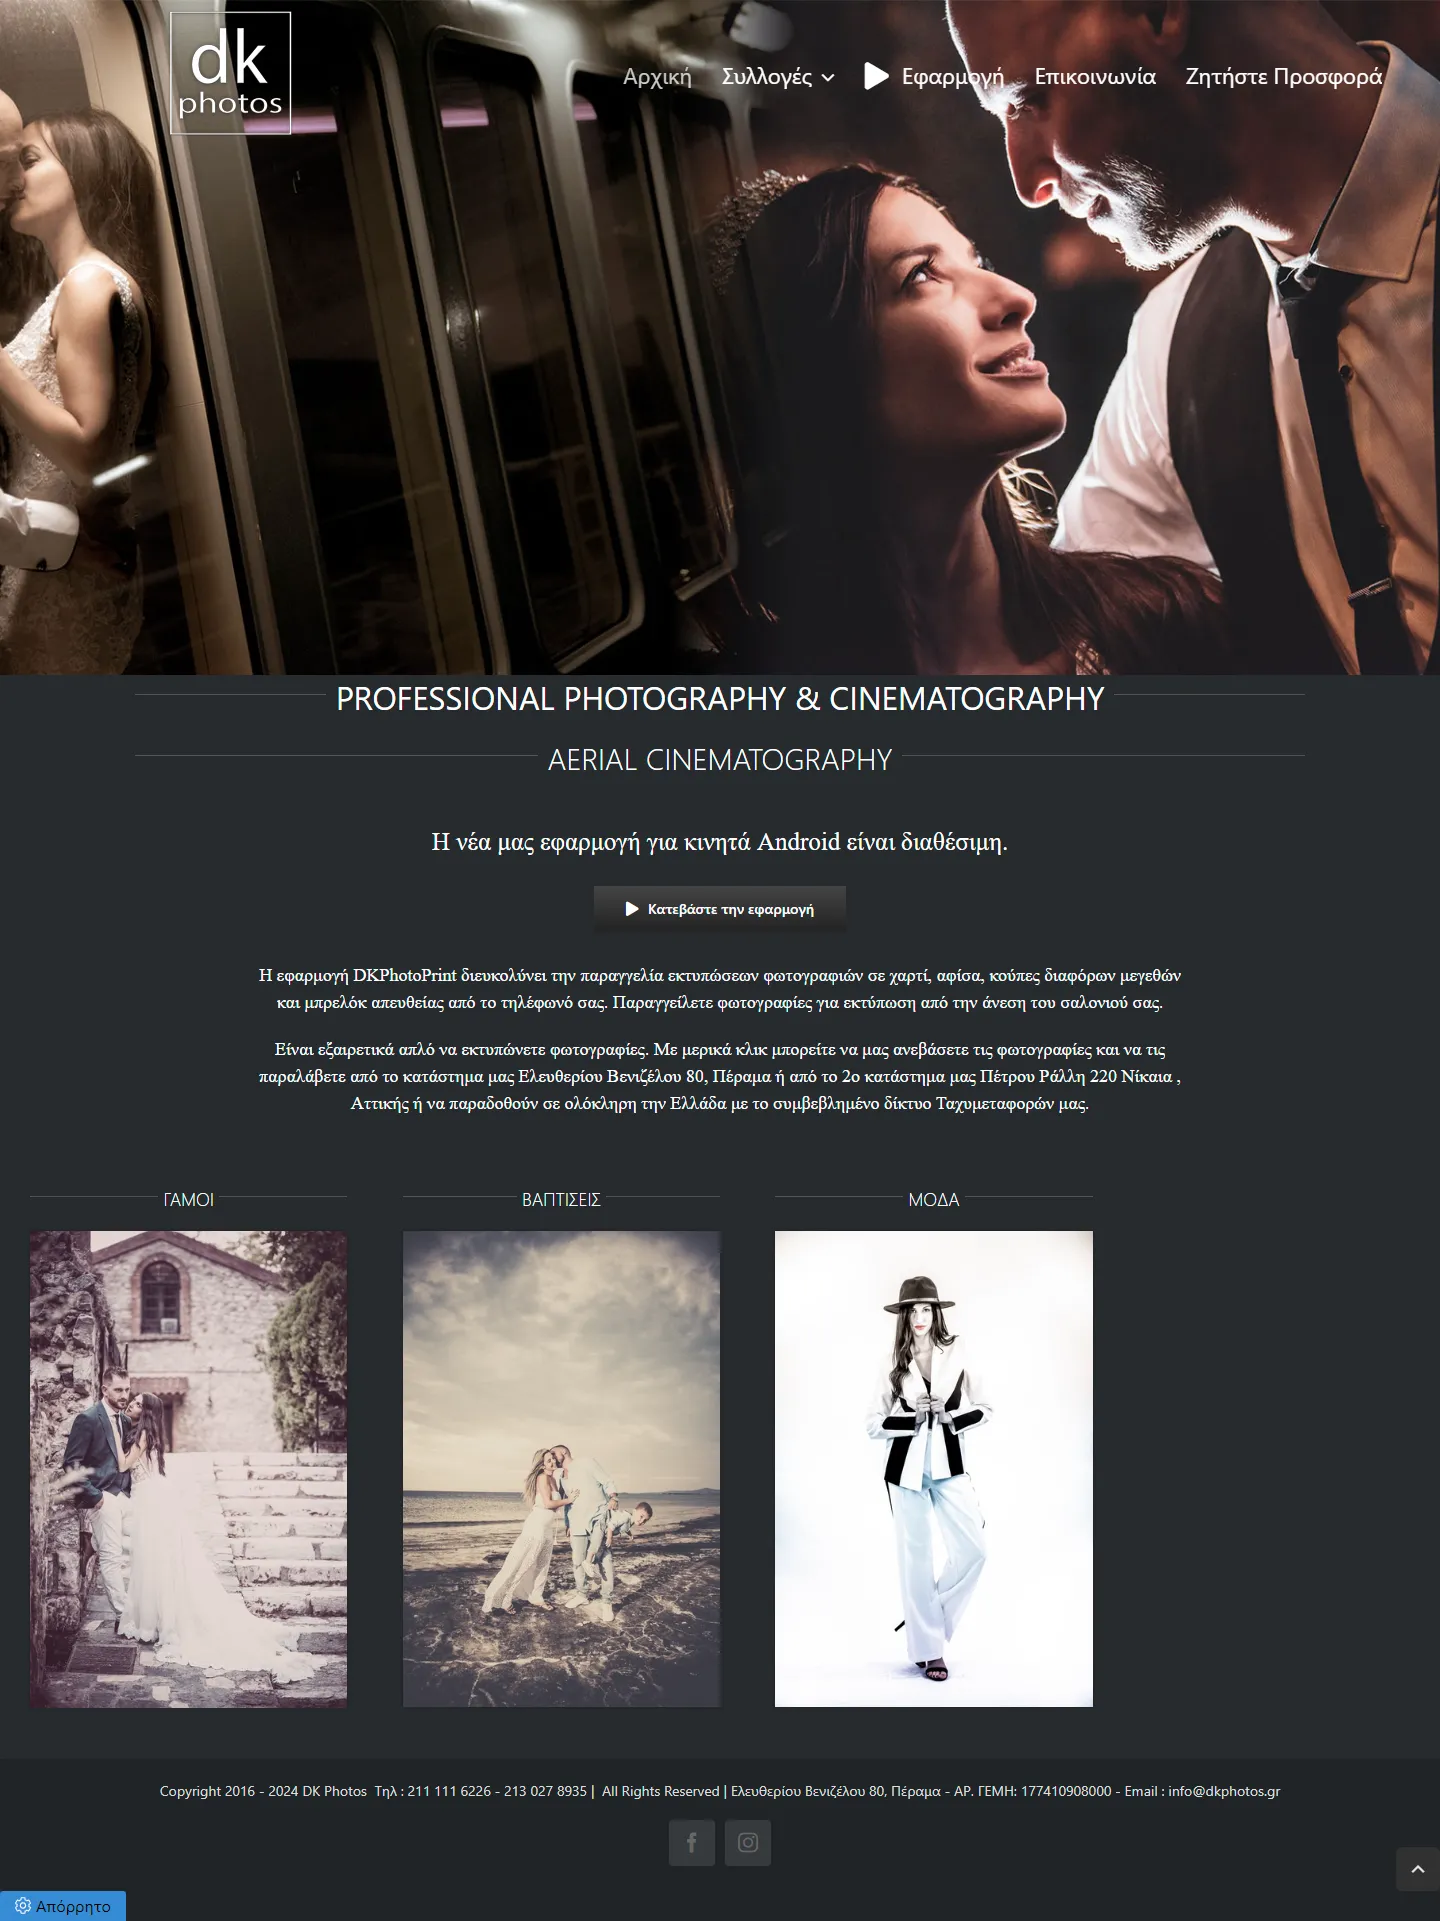 dk
photos
Αρχική Συλλογές Εφαρμογή Επικοινωνία Ζητήστε Προσφορά
PROFESSIONAL PHOTOGRAPHY & CINEMATOGRAPHY
AERIAL CINEMATOGRAPHY
Η νέα μας εφαρμογή για κινητά Android είναι διαθέσιμη.
Κατεβάστε την εφαρμογή
Η εφαρμογή DKPhotoPrint διευκολύνει την παραγγελία εκτυπώσεων φωτογραφιών σε χαρτί, αφίσα, κούπες διαφόρων μεγεθών
και μπρελόκ απευθείας από το τηλέφωνό σας. Παραγγείλετε φωτογραφίες για εκτύπωση από την άνεση του σαλονιού σας.
Είναι εξαιρετικά απλό να εκτυπώνετε φωτογραφίες. Με μερικά κλικ μπορείτε να μας ανεβάσετε τις φωτογραφίες και να τις
παραλάβετε από το κατάστημα μας Ελευθερίου Βενιζέλου 80, Πέραμα ή από το 2ο κατάστημα μας Πέτρου Ράλλη 220 Νίκαια ,
Αττικής ή να παραδοθούν σε ολόκληρη την Ελλάδα με το συμβεβλημένο δίκτυο Ταχυμεταφορών μας.
ΓΑΜΟΙ
ΒΑΠΤΙΣΕΙΣ
ΜΟΔΑ
Copyright 2016 - 2024 DK Photos Τηλ : 211 111 6226 - 213 027 8935 | All Rights Reserved | Ελευθερίου Βενιζέλου 80, Πέραμα - ΑΡ. ΓΕΜΗ: 177410908000 - Email : info@dkphotos.gr
Απόρρητο